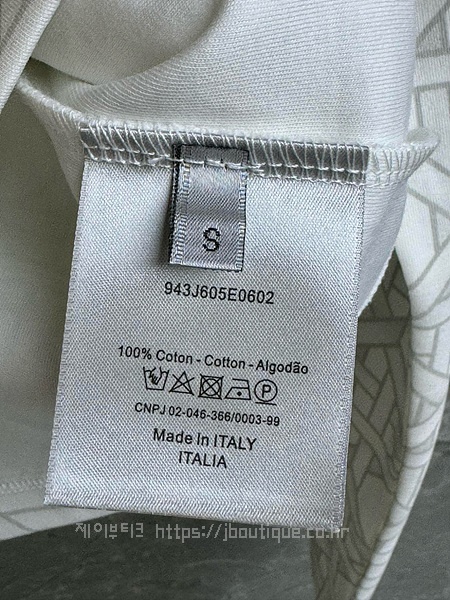 S
943J605E0602
100% Coton - Cotton - Algodão
CNPJ 02-046-366/0003-99
Made In ITALY
ITALIA
제이부티크 https://jboutique.co.kr